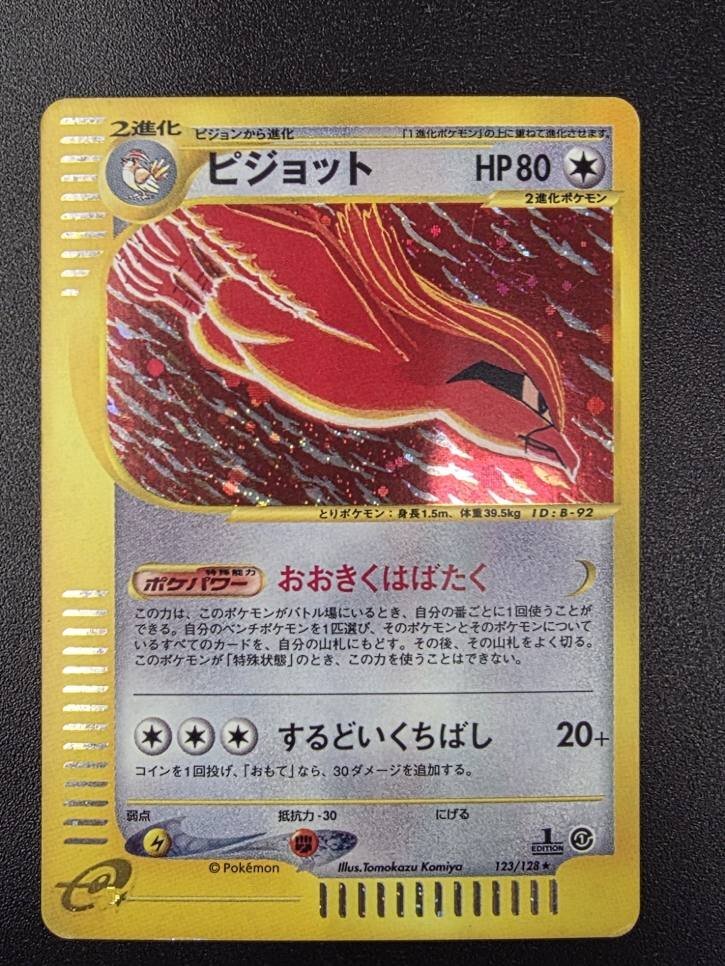 2進化 ピジョンから進化 「1進化ポケモン」の上に重ねて進化させます。
ピジョット HP80
2進化ポケモン
とりポケモン：身長1.5m、体重39.5kg ID:B-92
特殊能力
ポケパワー おおきくはばたく
この力は、このポケモンがバトル場にいるとき、自分の番ごとに1回使うことが
できる。自分のベンチポケモンを1匹選び、そのポケモンとそのポケモンについて
いるすべてのカードを、自分の山札にもどす。その後、その山札をよく切る。
このポケモンが「特殊状態」のとき、この力を使うことはできない。
するどいくちばし 20+
コインを1回投げ、「おもて」なら、30ダメージを追加する。
弱点 抵抗力-30 にげる
1
EDITION
© Pokémon Illus.Tomokazu Komiya 123/128★
e